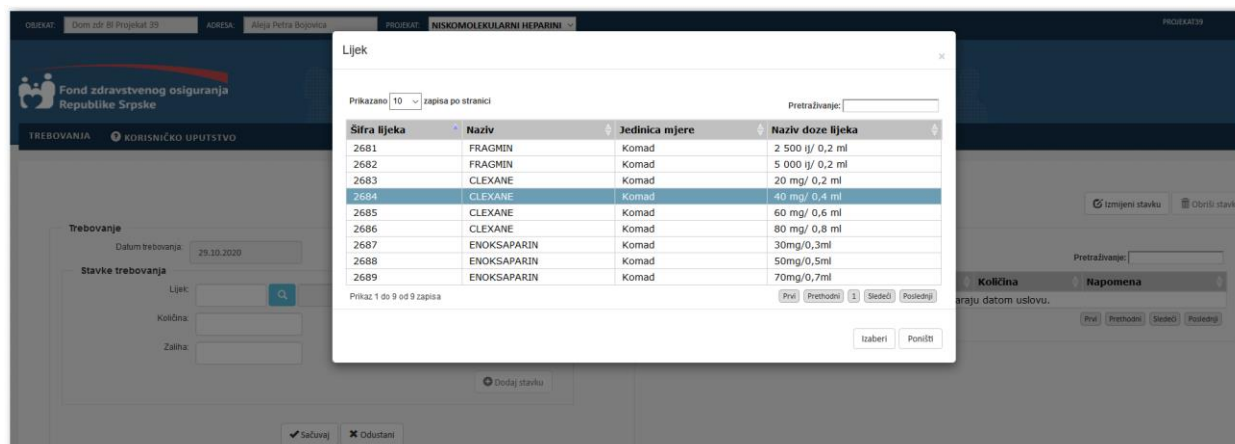 OBJEKAT: Dom zdr Bl Projekat 39 ADRESA: Aleja Petra Bojovica PROJEKAT: NISKOMOLEKULARNI HEPARINI PROJEKAT39
Fond zdravstvenog osiguranja
Republike Srpske
TREBOVANJA KORISNIČKO UPUTSTVO
Lijek ×
Prikazano 10 zapisa po stranici Pretraživanje:
Šifra lijeka Naziv Jedinica mjere Naziv doze lijeka
2681 FRAGMIN Komad 2 500 ij/ 0,2 ml
2682 FRAGMIN Komad 5 000 ij/ 0,2 ml
2683 CLEXANE Komad 20 mg/ 0,2 ml
2684 CLEXANE Komad 40 mg/ 0,4 ml
2685 CLEXANE Komad 60 mg/ 0,6 ml
2686 CLEXANE Komad 80 mg/ 0,8 ml
2687 ENOKSAPARIN Komad 30mg/0,3ml
2688 ENOKSAPARIN Komad 50mg/0,5ml
2689 ENOKSAPARIN Komad 70mg/0,7ml
Prikaz 1 do 9 od 9 zapisa Prvi Prethodni 1 Sledeći Poslednji
Izaberi Poništi
Trebovanje
Datum trebovanja: 29.10.2020
Stavke trebovanja
Lijek:
Količina:
Zaliha:
Dodaj stavku
Sačuvaj Odustani
Izmijeni stavku Obriši
Pretraživanje:
Količina Napomena
datom uslovu.
Prvi Prethodni Sledeći Poslednji